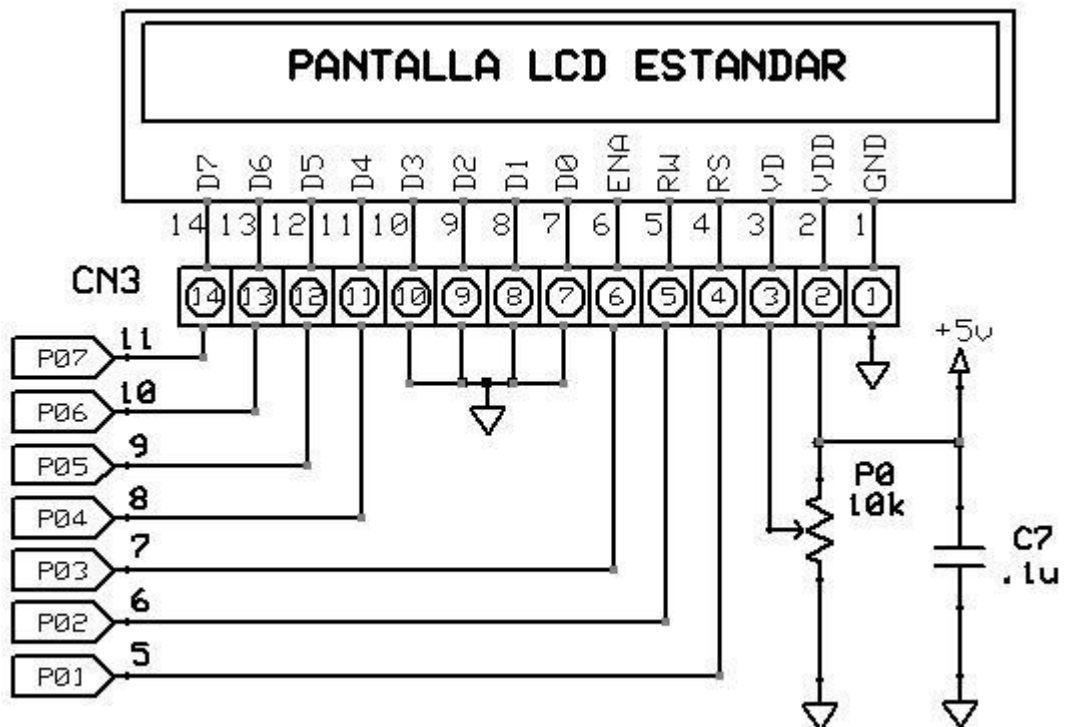 PANTALLA LCD ESTANDAR
D7 D6 D5 D4 D3 D2 D1 D0 ENA RW RS VD VDD GND
14 13 12 11 10 9 8 7 6 5 4 3 2 1
CN3
14 13 12 11 10 9 8 7 6 5 4 3 2 1
P07 11
P06 10
P05 9
P04 8
P03 7
P02 6
P01 5
+5v
P0
10k
C7
.1u